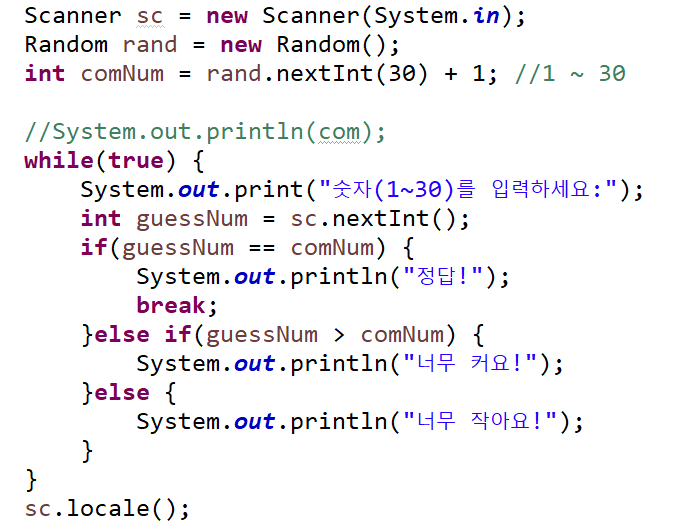 Scanner sc = new Scanner(System.in);
Random rand = new Random();
int comNum = rand.nextInt(30) + 1; //1 ~ 30

//System.out.println(com);
while(true) {
    System.out.print("숫자(1~30)를 입력하세요:");
    int guessNum = sc.nextInt();
    if(guessNum == comNum) {
        System.out.println("정답!");
        break;
    }else if(guessNum > comNum) {
        System.out.println("너무 커요!");
    }else {
        System.out.println("너무 작아요!");
    }
}
sc.locale();